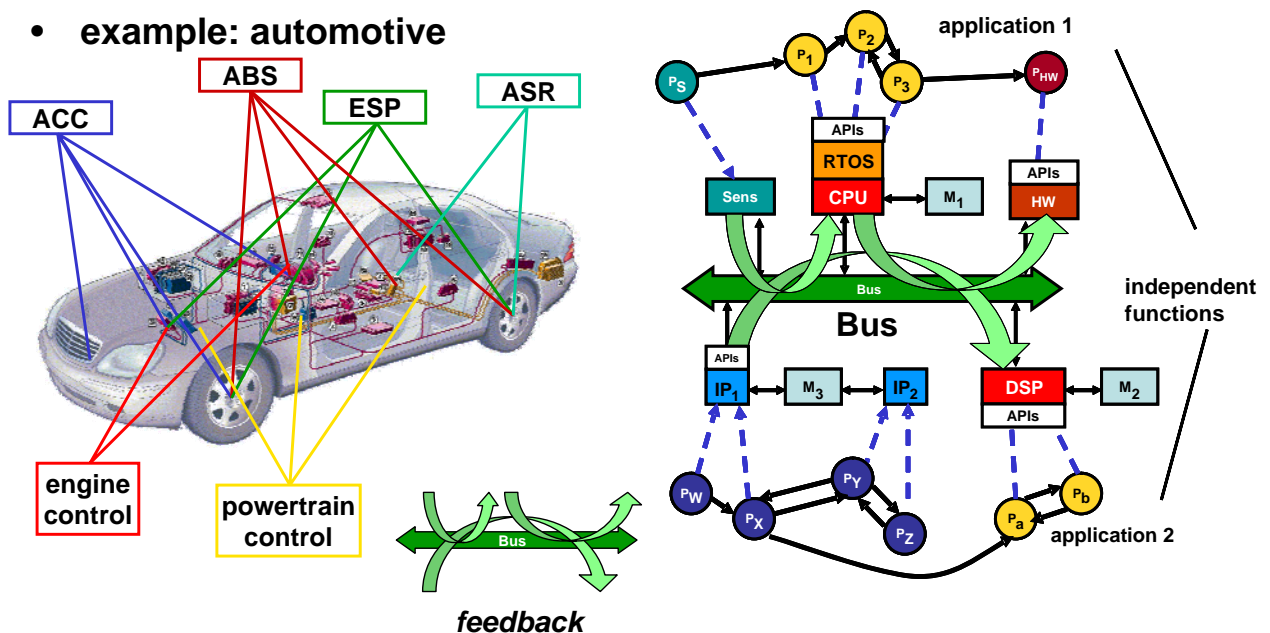 • example: automotive
ABS
ACC
ESP
ASR
engine
control
powertrain
control
Bus
feedback
application 1
PS
P1
P2
P3
PHW
APIs
RTOS
CPU
Sens
M1
APIs
HW
Bus
Bus
independent
functions
APIs
IP1
M3
IP2
DSP
APIs
M2
PW
PX
PY
PZ
Pa
Pb
application 2